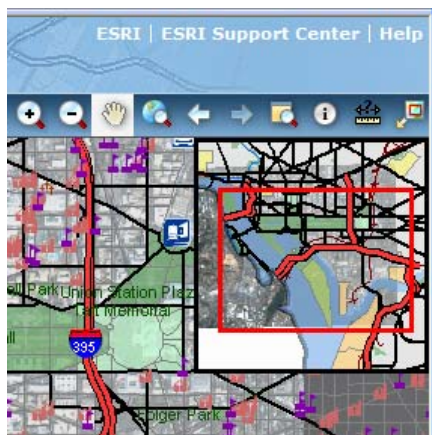 ESRI | ESRI Support Center | Help
Park
Union Station Plaz
Taft Memorial
395
Folger Park